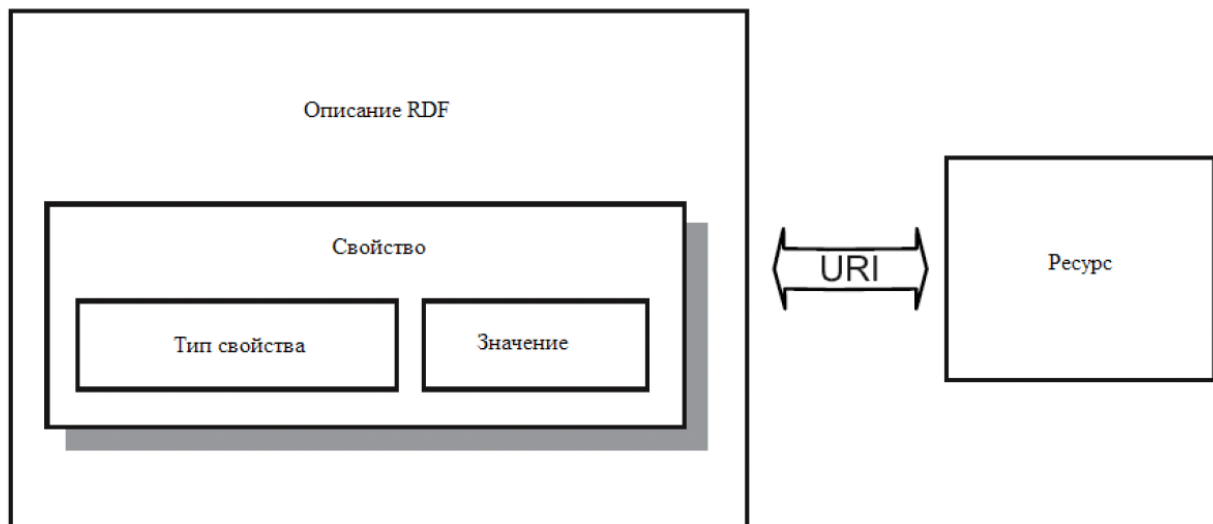 Описание RDF
Свойство
Тип свойства
Значение
URI
Ресурс